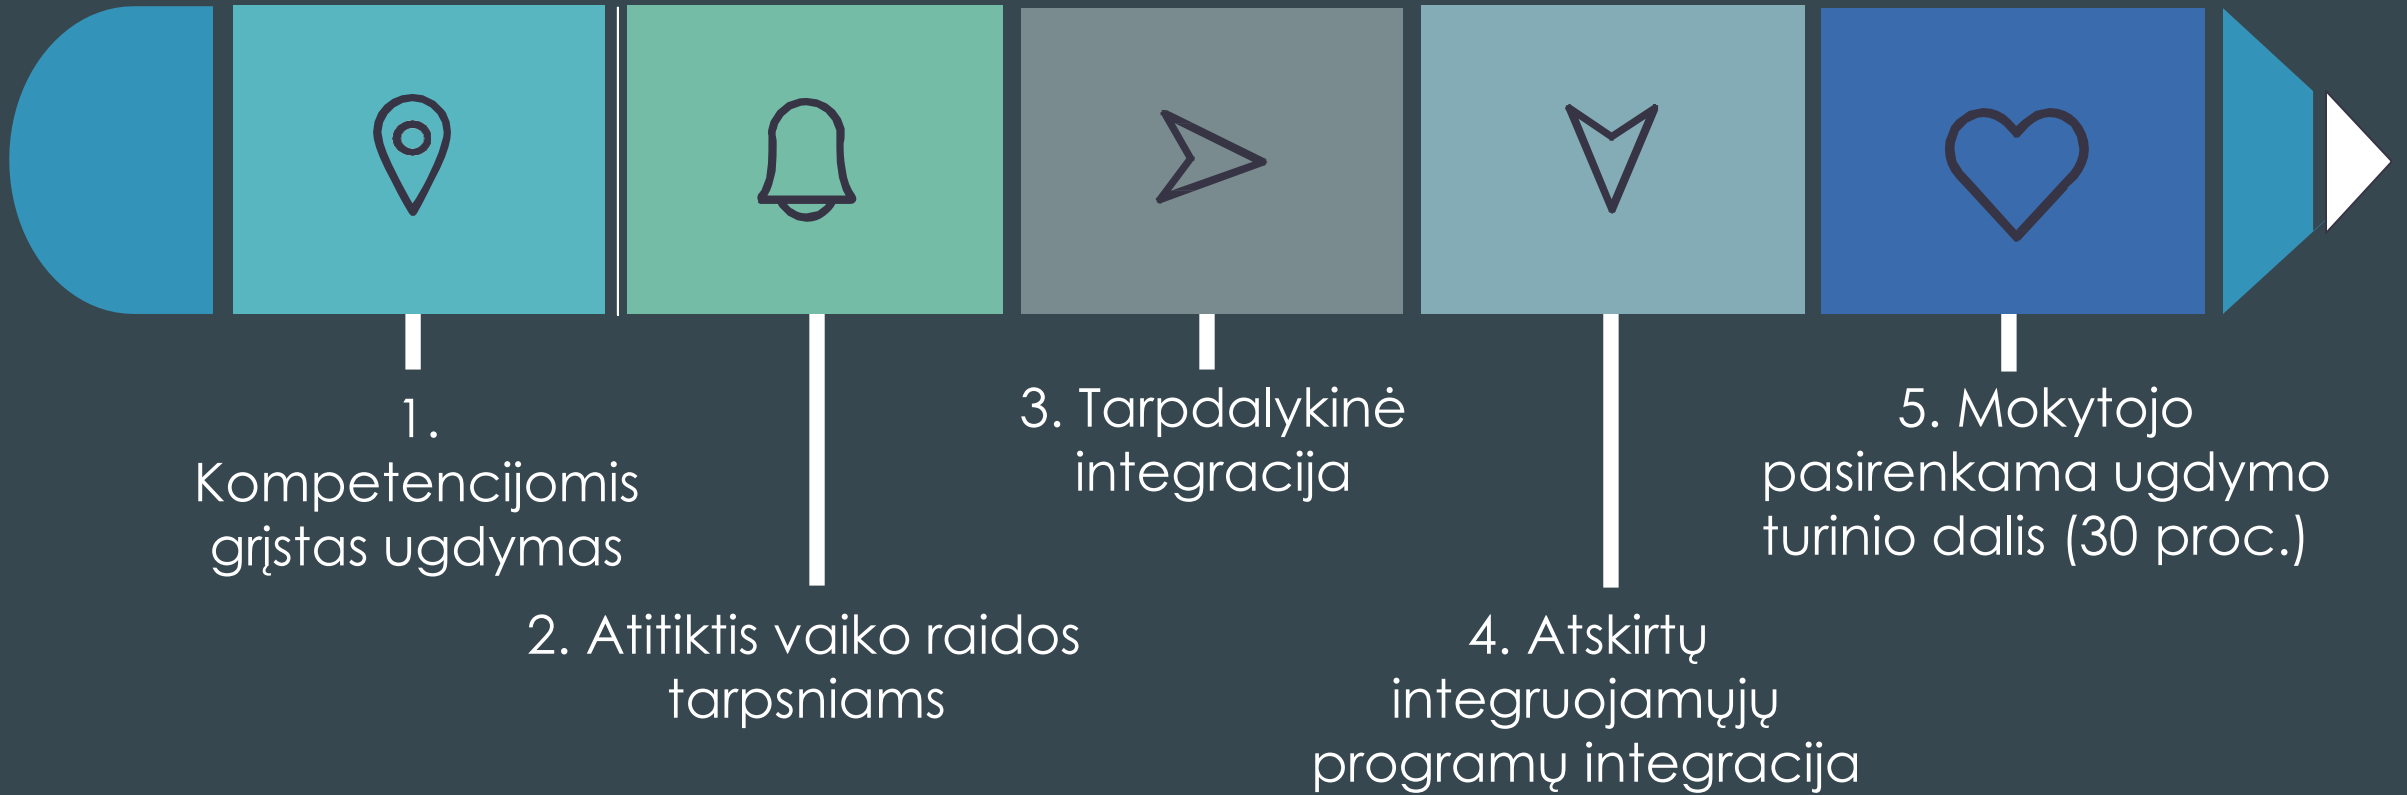 1.
Kompetencijomis
grįstas ugdymas
2. Atitiktis vaiko raidos
tarpsniams
3. Tarpdalykinė
integracija
4. Atskirtų
integruojamųjų
programų integracija
5. Mokytojo
pasirenkama ugdymo
turinio dalis (30 proc.)